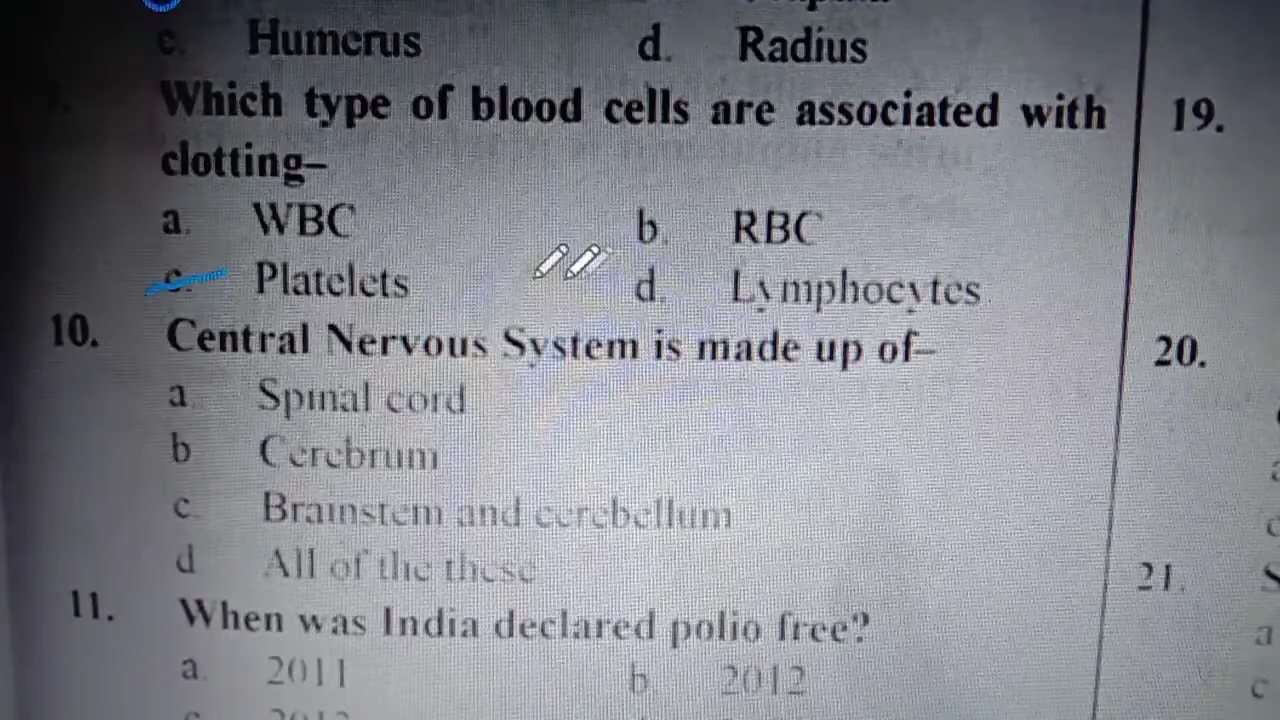 c. Humerus d. Radius
Which type of blood cells are associated with
clotting–
a. WBC b. RBC
c. Platelets d. Lymphocytes
10. Central Nervous System is made up of–
a Spinal cord
b Cerebrum
c. Brainstem and cerebellum
d All of the these
11. When was India declared polio free?
a. 2011 b 2012
19.
20.
21.